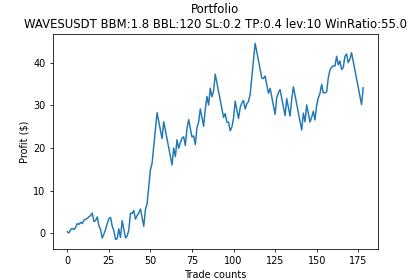 Portfolio
WAVESUSDT BBM:1.8 BBL:120 SL:0.2 TP:0.4 lev:10 WinRatio:55.0
Profit ($)
40
30
20
10
0
0 25 50 75 100 125 150 175
Trade counts